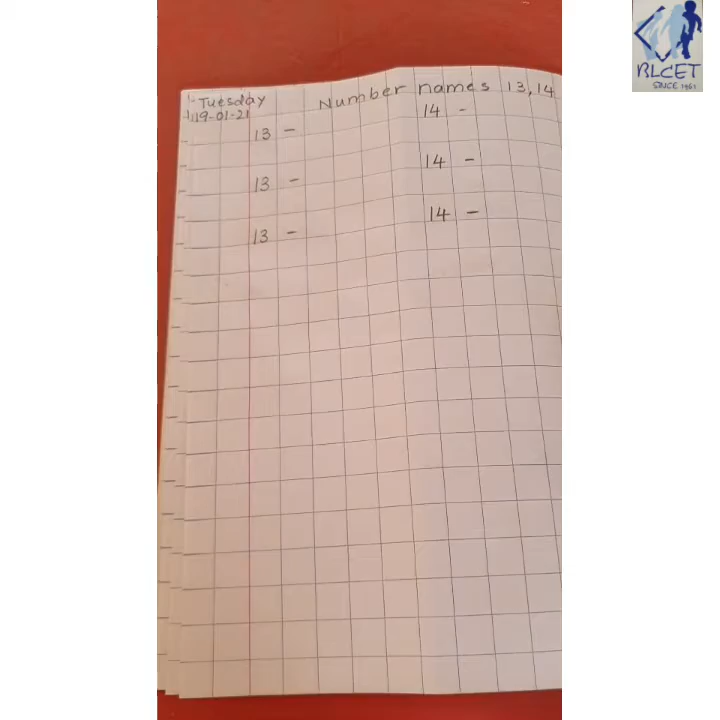 Tuesday Number names 13, 14
19-01-21
13 - 14 -
13 - 14 -
13 - 14 -
BLCET
SINCE 1961